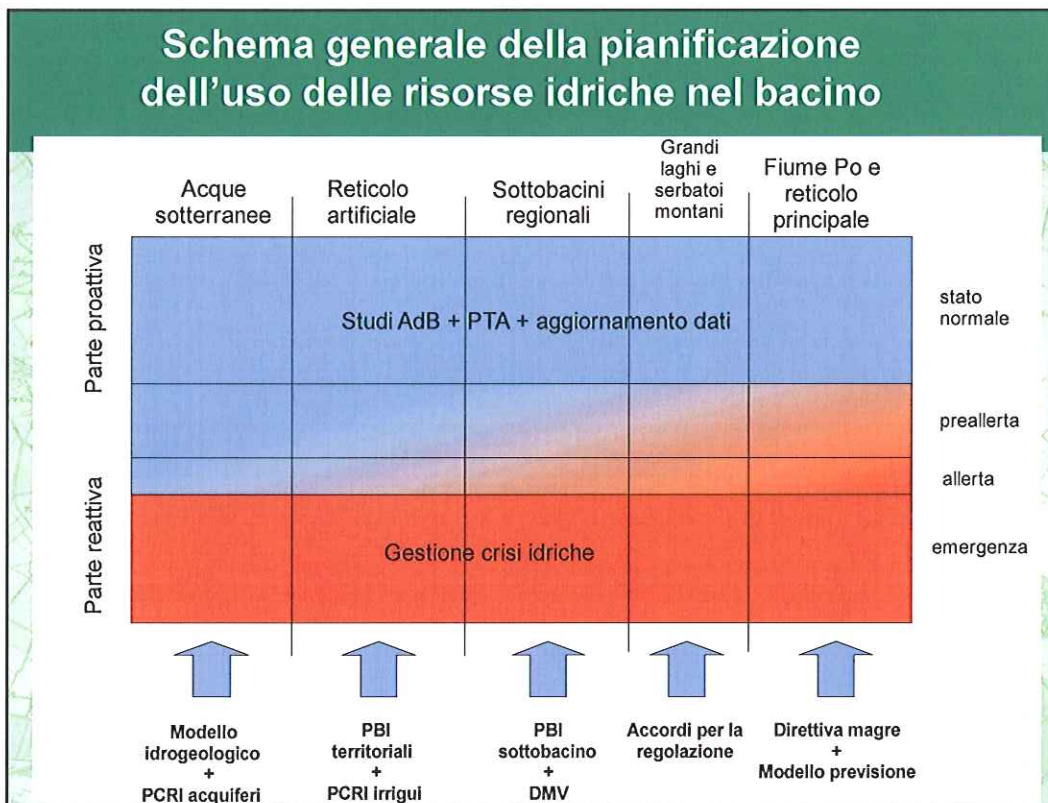 Schema generale della pianificazione
dell'uso delle risorse idriche nel bacino
Acque
sotterranee
Reticolo
artificiale
Sottobacini
regionali
Grandi
laghi e
serbatoi
montani
Fiume Po e
reticolo
principale
Parte proattiva
Studi AdB + PTA + aggiornamento dati
stato
normale
preallerta
allerta
Parte reattiva
Gestione crisi idriche
emergenza
Modello
idrogeologico
+
PCRI acquiferi
PBI
territoriali
+
PCRI irrigui
PBI
sottobacino
+
DMV
Accordi per la
regolazione
Direttiva magre
+
Modello previsione